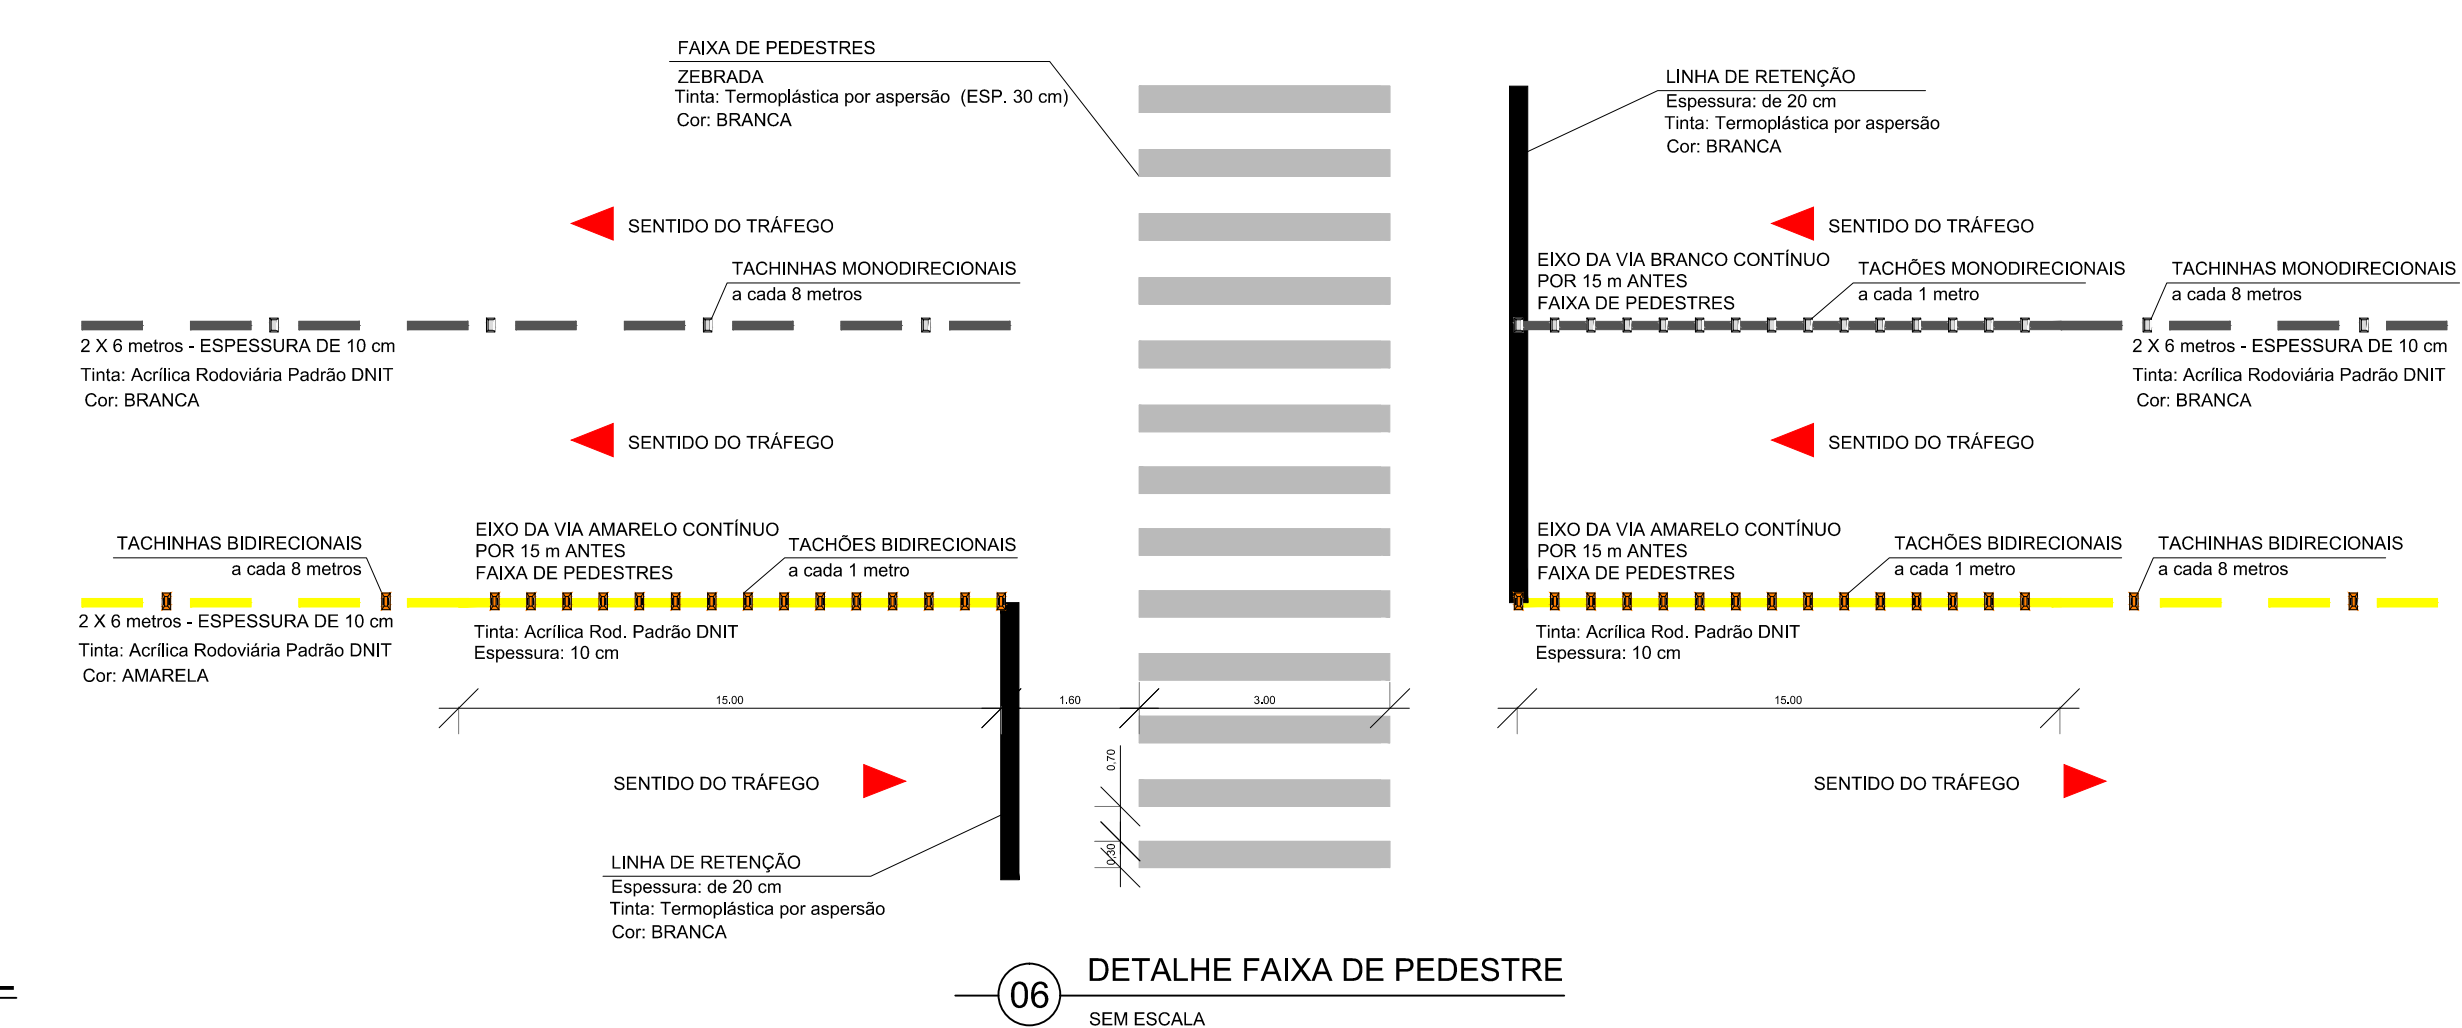 FAIXA DE PEDESTRES
ZEBRADA
Tinta: Termoplástica por aspersão (ESP. 30 cm)
Cor: BRANCA
LINHA DE RETENÇÃO
Espessura: de 20 cm
Tinta: Termoplástica por aspersão
Cor: BRANCA
SENTIDO DO TRÁFEGO
SENTIDO DO TRÁFEGO
TACHINHAS MONODIRECIONAIS
a cada 8 metros
EIXO DA VIA BRANCO CONTÍNUO
POR 15 m ANTES
FAIXA DE PEDESTRES
TACHÕES MONODIRECIONAIS
a cada 1 metro
TACHINHAS MONODIRECIONAIS
a cada 8 metros
2 X 6 metros - ESPESSURA DE 10 cm
Tinta: Acrílica Rodoviária Padrão DNIT
Cor: BRANCA
2 X 6 metros - ESPESSURA DE 10 cm
Tinta: Acrílica Rodoviária Padrão DNIT
Cor: BRANCA
SENTIDO DO TRÁFEGO
SENTIDO DO TRÁFEGO
TACHINHAS BIDIRECIONAIS
a cada 8 metros
EIXO DA VIA AMARELO CONTÍNUO
POR 15 m ANTES
FAIXA DE PEDESTRES
TACHÕES BIDIRECIONAIS
a cada 1 metro
EIXO DA VIA AMARELO CONTÍNUO
POR 15 m ANTES
FAIXA DE PEDESTRES
TACHÕES BIDIRECIONAIS
a cada 1 metro
TACHINHAS BIDIRECIONAIS
a cada 8 metros
2 X 6 metros - ESPESSURA DE 10 cm
Tinta: Acrílica Rodoviária Padrão DNIT
Cor: AMARELA
Tinta: Acrílica Rod. Padrão DNIT
Espessura: 10 cm
Tinta: Acrílica Rod. Padrão DNIT
Espessura: 10 cm
15.00
1.60
3.00
15.00
0.70
0.30
SENTIDO DO TRÁFEGO
SENTIDO DO TRÁFEGO
LINHA DE RETENÇÃO
Espessura: de 20 cm
Tinta: Termoplástica por aspersão
Cor: BRANCA
06
DETALHE FAIXA DE PEDESTRE
SEM ESCALA